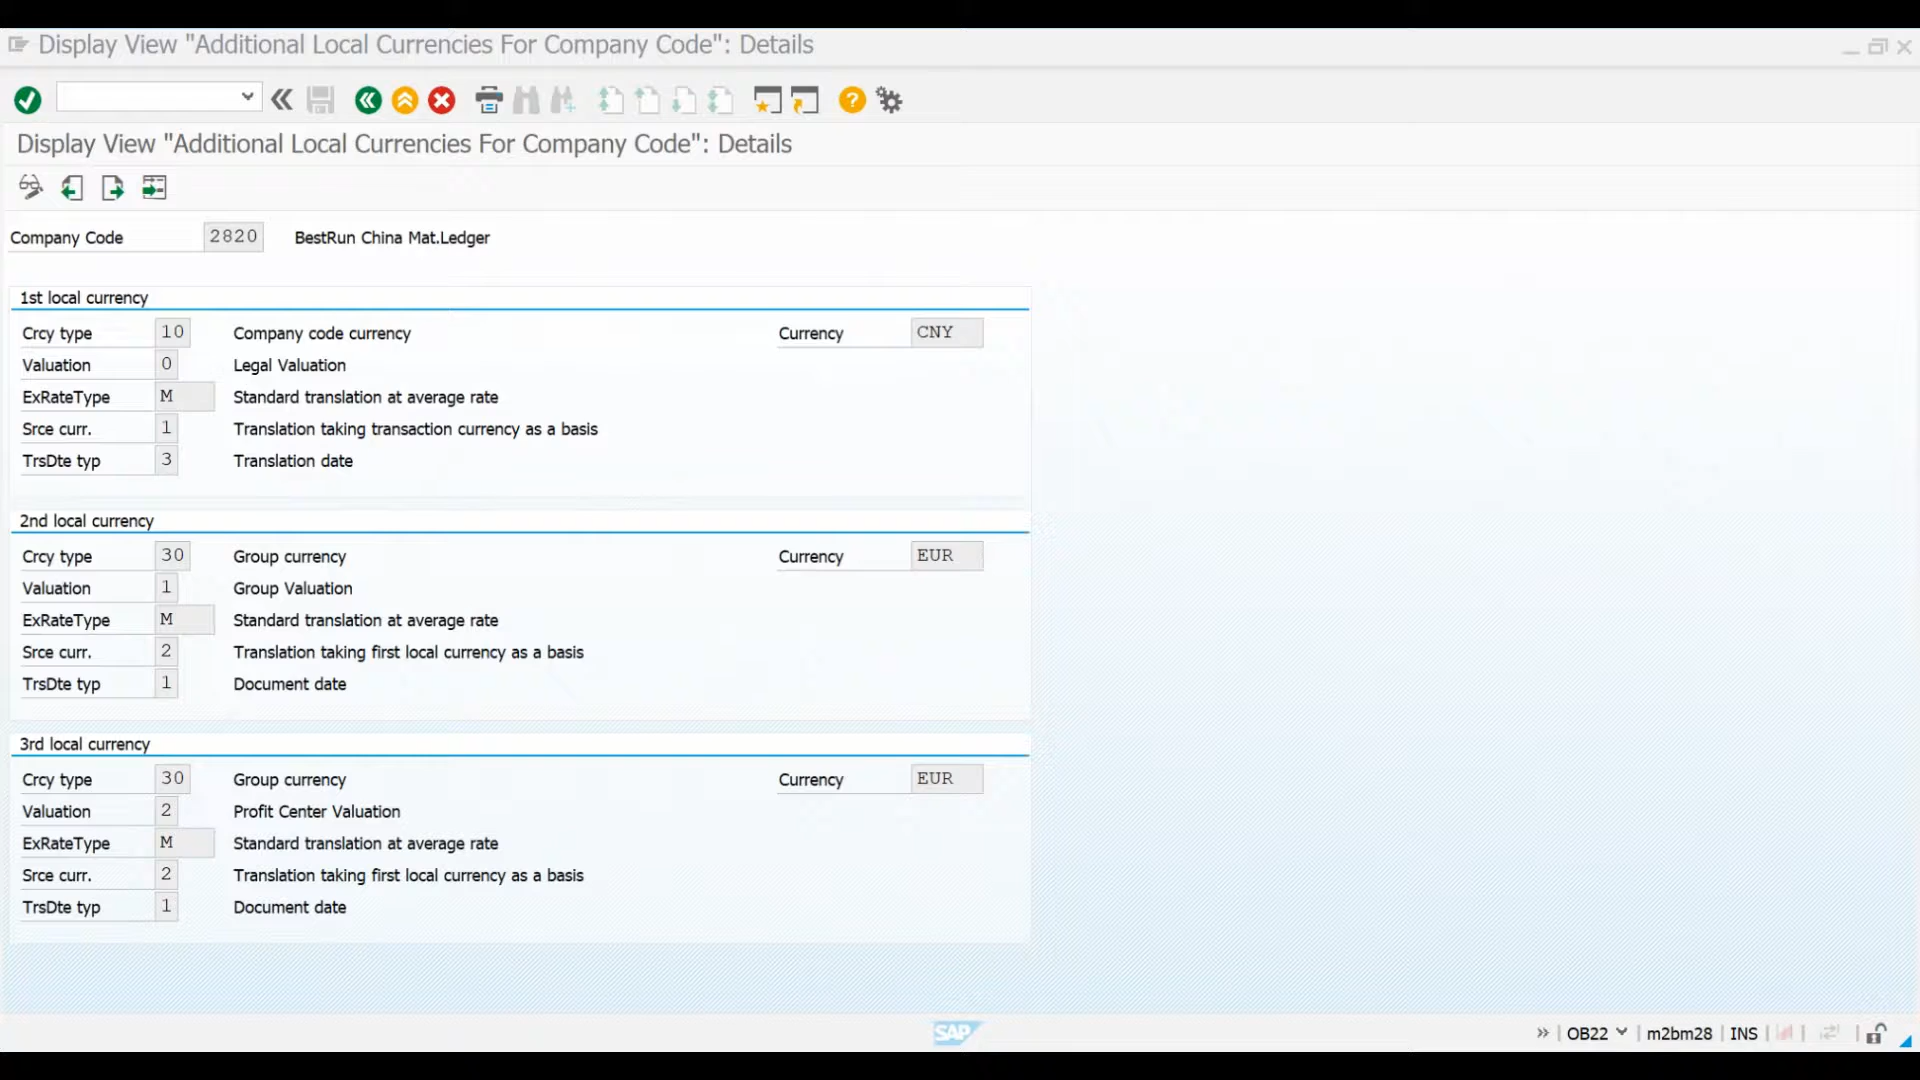 Display View "Additional Local Currencies For Company Code": Details
Display View "Additional Local Currencies For Company Code": Details
Company Code 2820 BestRun China Mat.Ledger
1st local currency
Crcy type 10 Company code currency Currency CNY
Valuation 0 Legal Valuation
ExRateType M Standard translation at average rate
Srce curr. 1 Translation taking transaction currency as a basis
TrsDte typ 3 Translation date
2nd local currency
Crcy type 30 Group currency Currency EUR
Valuation 1 Group Valuation
ExRateType M Standard translation at average rate
Srce curr. 2 Translation taking first local currency as a basis
TrsDte typ 1 Document date
3rd local currency
Crcy type 30 Group currency Currency EUR
Valuation 2 Profit Center Valuation
ExRateType M Standard translation at average rate
Srce curr. 2 Translation taking first local currency as a basis
TrsDte typ 1 Document date
SAP OB22 m2bm28 INS